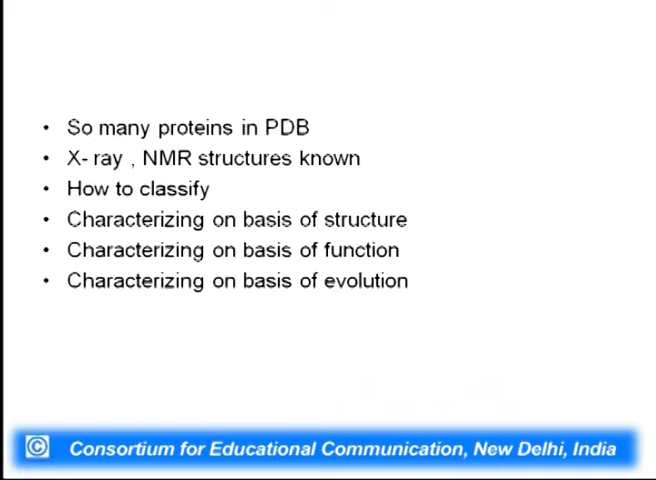 • So many proteins in PDB
• X- ray , NMR structures known
• How to classify
• Characterizing on basis of structure
• Characterizing on basis of function
• Characterizing on basis of evolution
© Consortium for Educational Communication, New Delhi, India